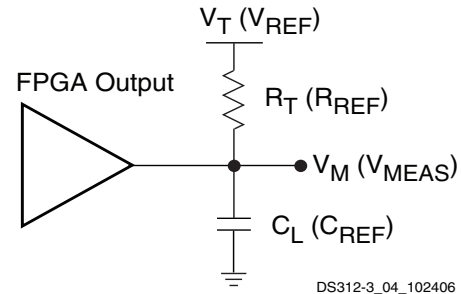 V_T (V_REF)
FPGA Output
R_T (R_REF)
V_M (V_MEAS)
C_L (C_REF)
DS312-3_04_102406